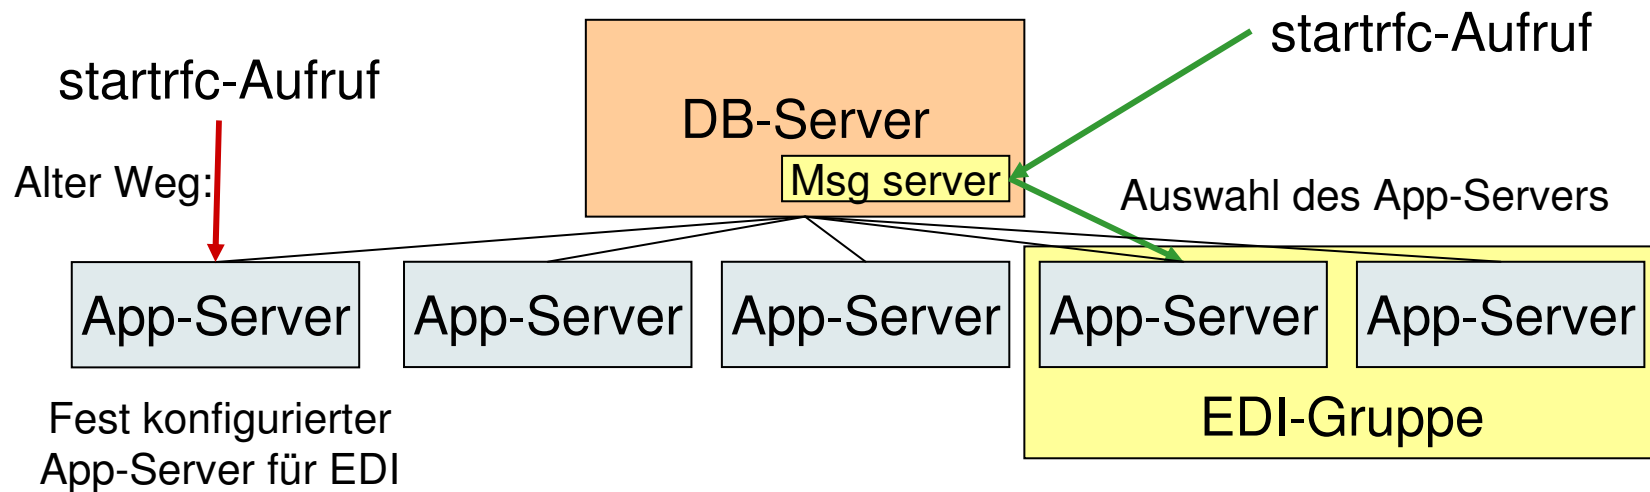 startrfc-Aufruf
startrfc-Aufruf
DB-Server
Alter Weg:
Msg server
Auswahl des App-Servers
App-Server
App-Server
App-Server
App-Server
App-Server
Fest konfigurierter
App-Server für EDI
EDI-Gruppe